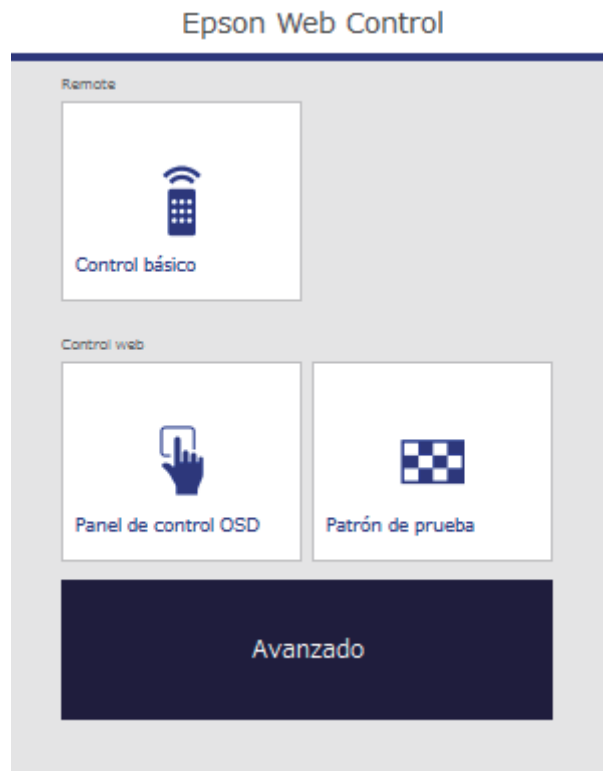 Epson Web Control
Remote
Control básico
Control web
Panel de control OSD
Patrón de prueba
Avanzado